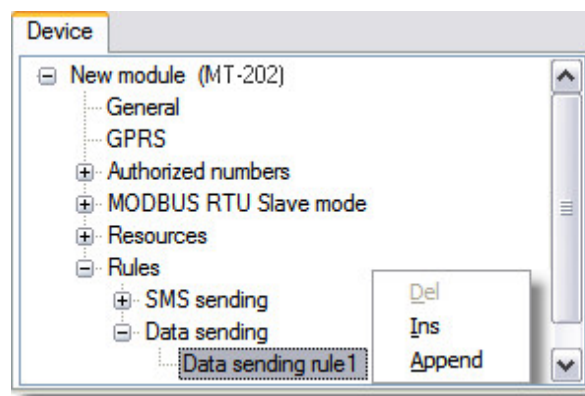 Device
New module (MT-202)
General
GPRS
Authorized numbers
MODBUS RTU Slave mode
Resources
Rules
SMS sending
Data sending
Data sending rule1
Del
Ins
Append